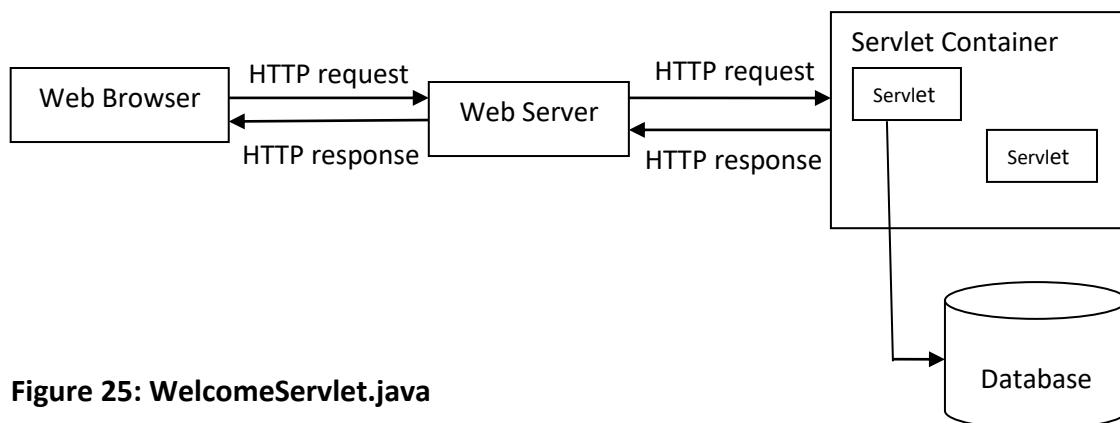 Servlet Container
HTTP request
HTTP request
Web Browser
Web Server
Servlet
HTTP response
HTTP response
Servlet
Database
Figure 25: WelcomeServlet.java